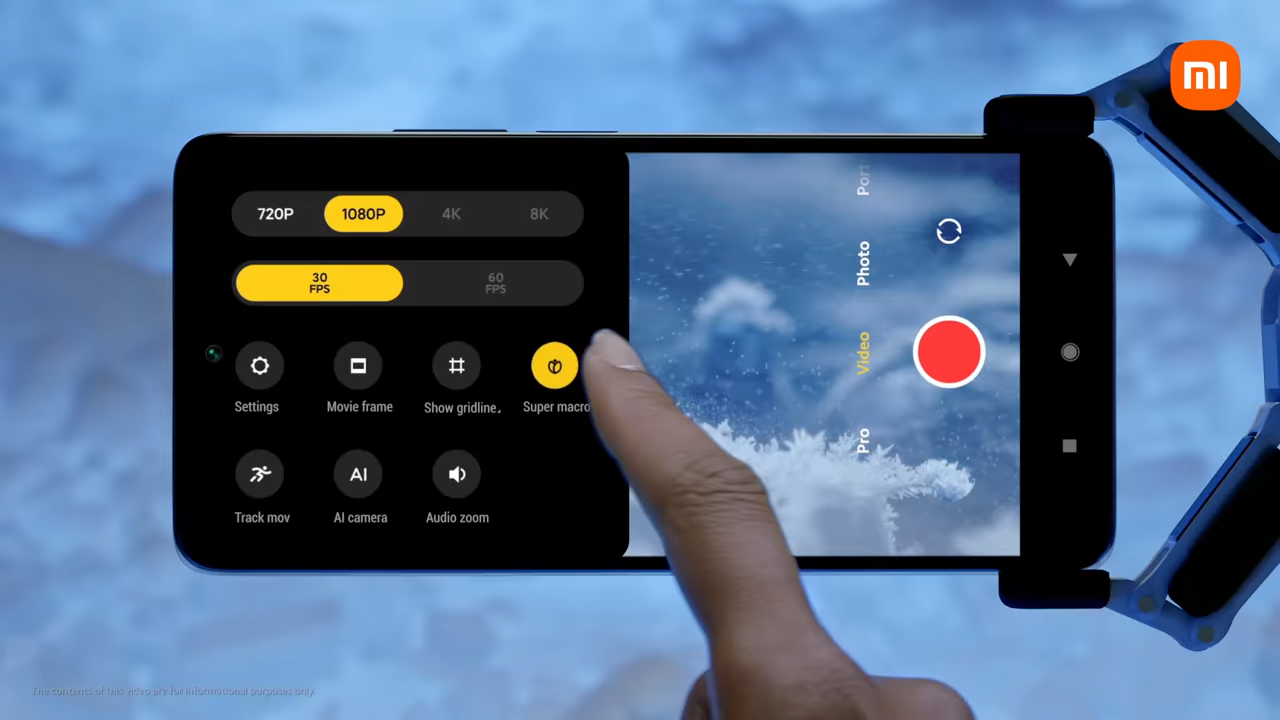 mi
720P 1080P 4K 8K
30 FPS
60 FPS
Settings Movie frame Show gridline. Super macro
Track mov AI AI camera Audio zoom
Port
Photo
Video
Pro
The contents of this video are for informational purposes only.